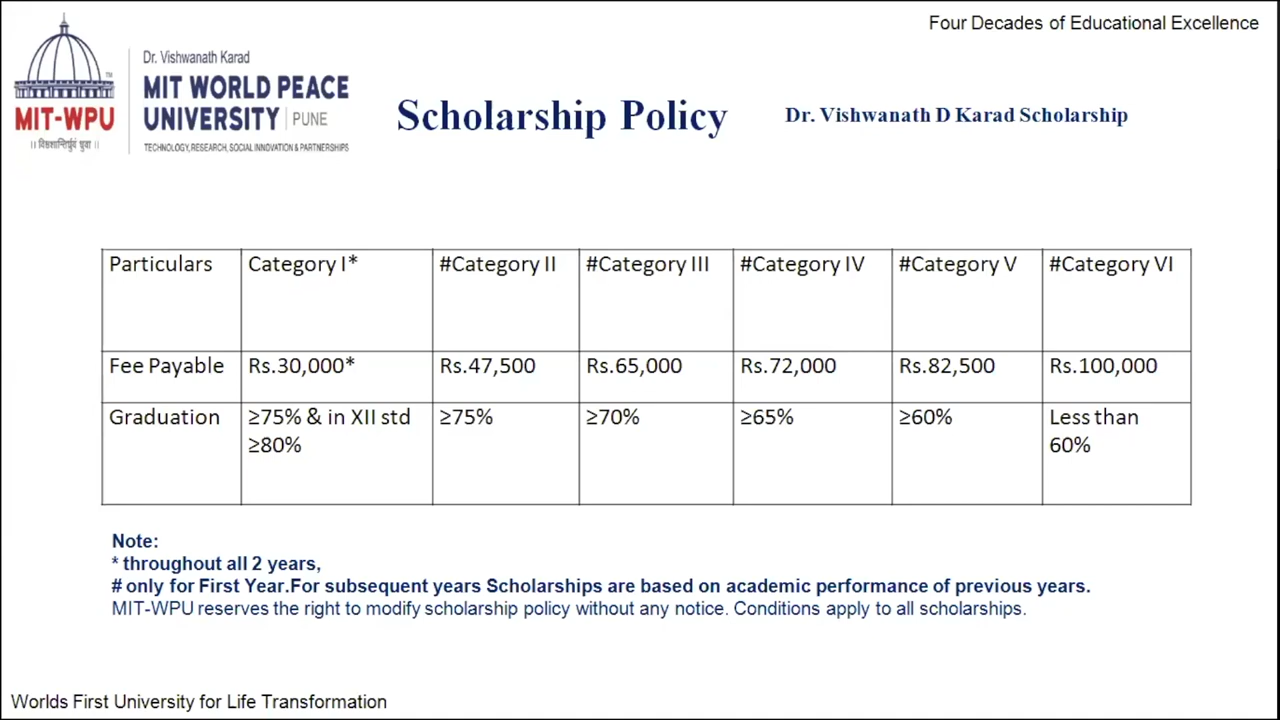 Four Decades of Educational Excellence
Dr. Vishwanath Karad
MIT WORLD PEACE
UNIVERSITY | PUNE
TECHNOLOGY, RESEARCH, SOCIAL INNOVATION & PARTNERSHIPS
TM
MIT-WPU
Scholarship Policy
Dr. Vishwanath D Karad Scholarship
Particulars Category I* #Category II #Category III #Category IV #Category V #Category VI
Fee Payable Rs.30,000* Rs.47,500 Rs.65,000 Rs.72,000 Rs.82,500 Rs.100,000
Graduation ≥75% & in XII std ≥75% ≥70% ≥65% ≥60% Less than
≥80% 60%
Note:
* throughout all 2 years,
# only for First Year.For subsequent years Scholarships are based on academic performance of previous years.
MIT-WPU reserves the right to modify scholarship policy without any notice. Conditions apply to all scholarships.
Worlds First University for Life Transformation